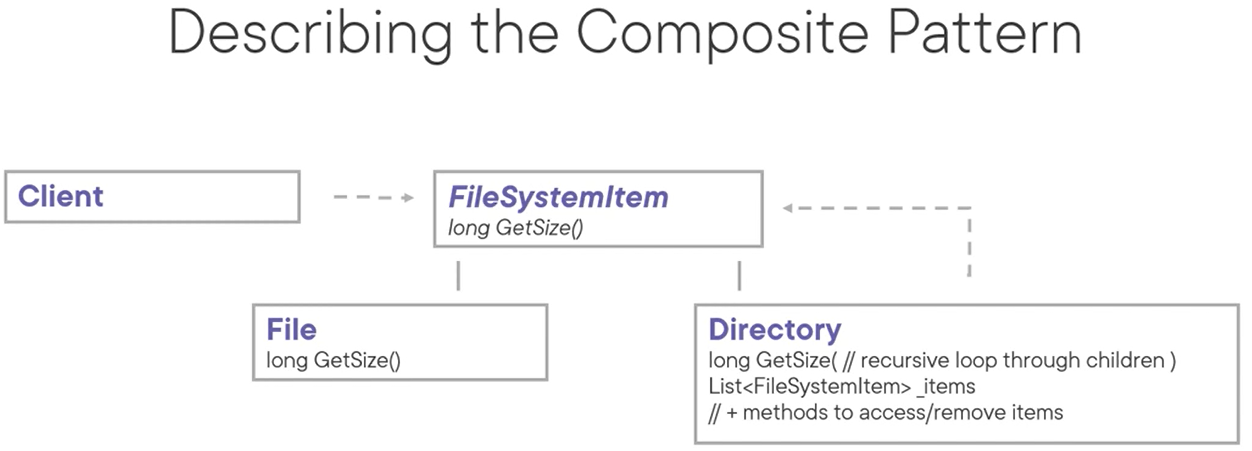 Describing the Composite Pattern
Client
FileSystemItem
long GetSize()
File
long GetSize()
Directory
long GetSize( // recursive loop through children )
List<FileSystemItem> _items
// + methods to access/remove items